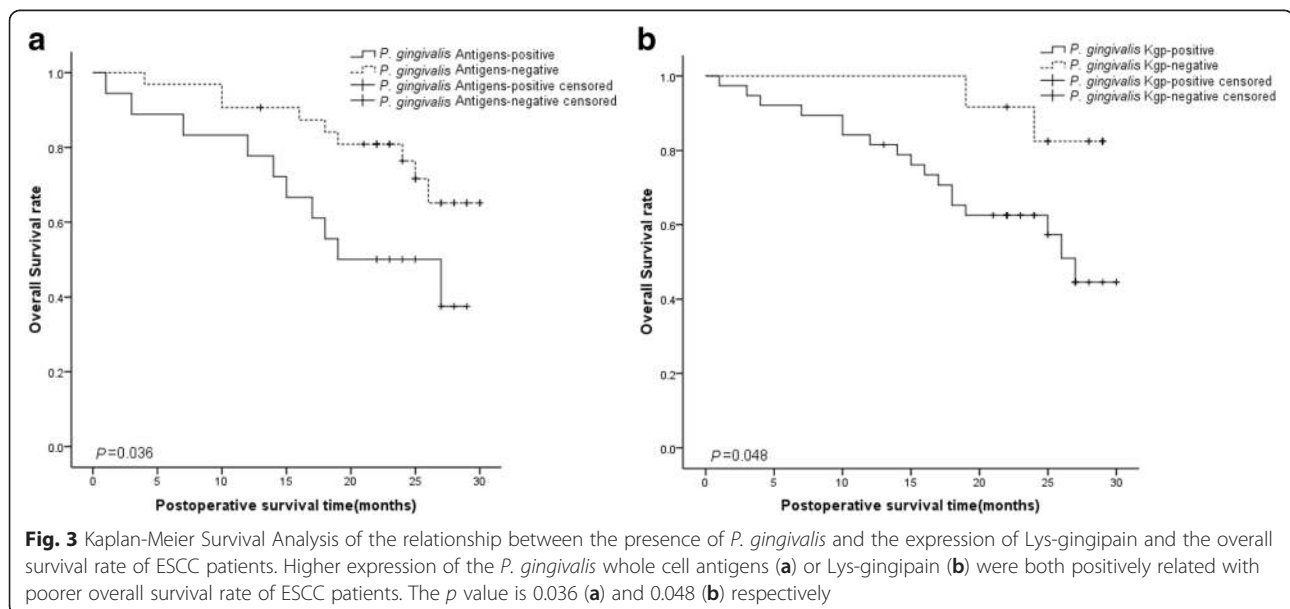 a
P. gingivalis Antigens-positive
P. gingivalis Antigens-negative
P. gingivalis Antigens-positive censored
P. gingivalis Antigens-negative censored
1.0
0.8
0.6
0.4
0.2
0.0
Overall Survival rate
P=0.036
0 5 10 15 20 25 30
Postoperative survival time(months)
b
P. gingivalis Kgp-positive
P. gingivalis Kgp-negative
P. gingivalis Kgp-positive censored
P. gingivalis Kgp-negative censored
1.0
0.8
0.6
0.4
0.2
0.0
Overall Survival rate
P=0.048
0 5 10 15 20 25 30
Postoperative survival time(months)
Fig. 3 Kaplan-Meier Survival Analysis of the relationship between the presence of P. gingivalis and the expression of Lys-gingipain and the overall
survival rate of ESCC patients. Higher expression of the P. gingivalis whole cell antigens (a) or Lys-gingipain (b) were both positively related with
poorer overall survival rate of ESCC patients. The p value is 0.036 (a) and 0.048 (b) respectively